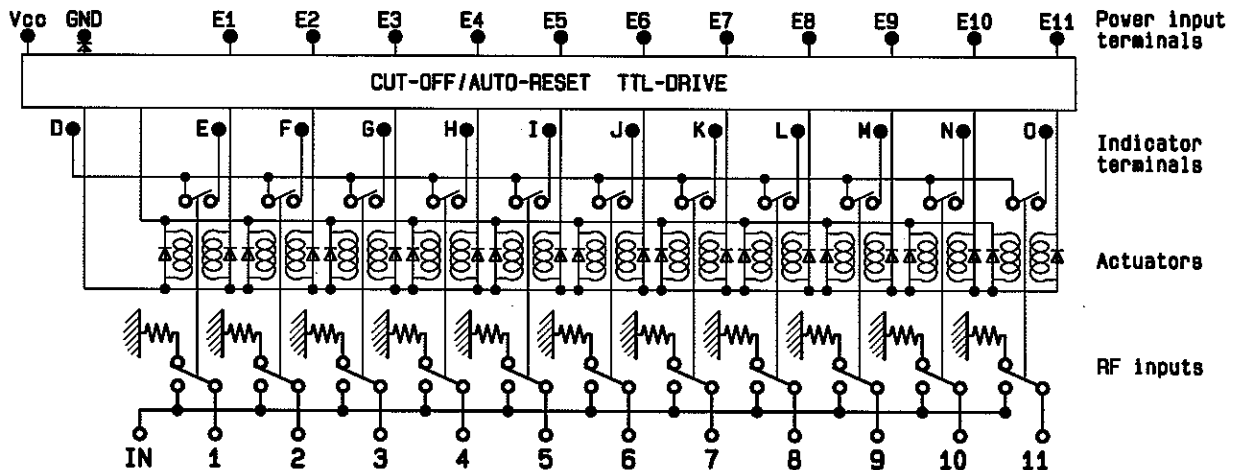 Vcc GND E1 E2 E3 E4 E5 E6 E7 E8 E9 E10 E11 Power input
terminals
CUT-OFF/AUTO-RESET TTL-DRIVE
D E F G H I J K L M N O Indicator
terminals
Actuators
RF inputs
IN 1 2 3 4 5 6 7 8 9 10 11